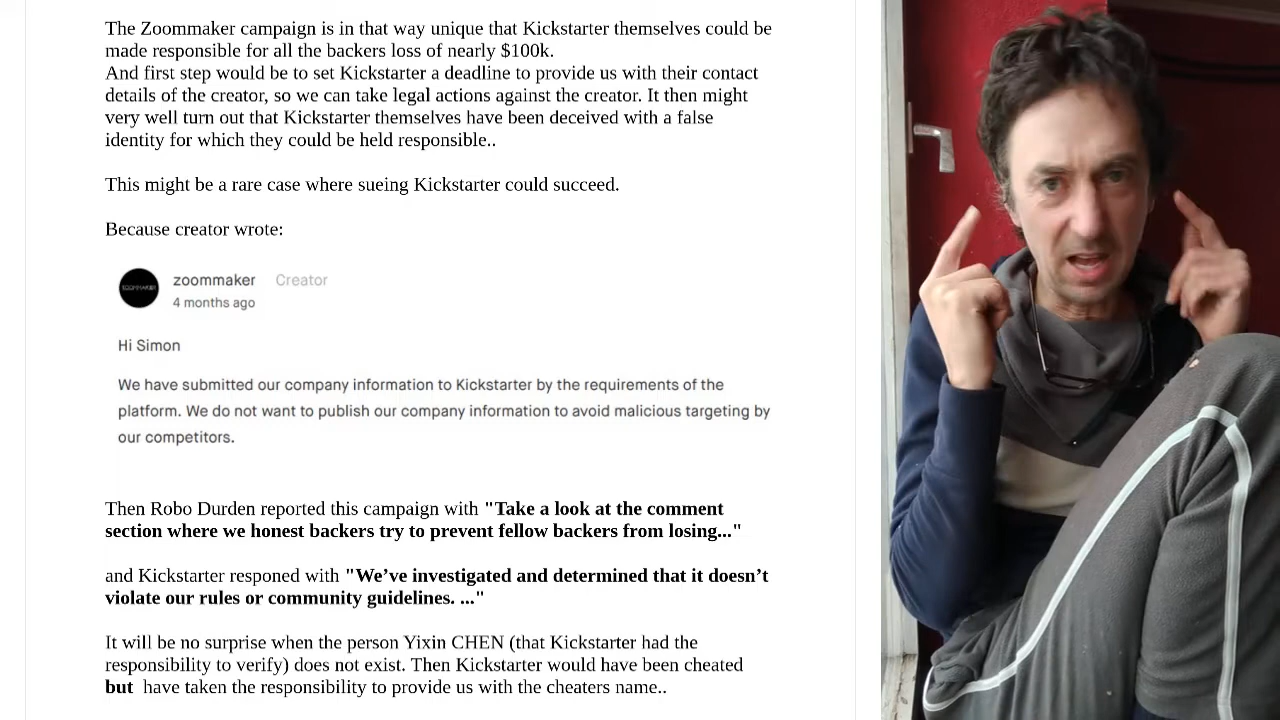 The Zoommaker campaign is in that way unique that Kickstarter themselves could be
made responsible for all the backers loss of nearly $100k.
And first step would be to set Kickstarter a deadline to provide us with their contact
details of the creator, so we can take legal actions against the creator. It then might
very well turn out that Kickstarter themselves have been deceived with a false
identity for which they could be held responsible..
This might be a rare case where sueing Kickstarter could succeed.
Because creator wrote:
zoommaker Creator
4 months ago
Hi Simon
We have submitted our company information to Kickstarter by the requirements of the
platform. We do not want to publish our company information to avoid malicious targeting by
our competitors.
Then Robo Durden reported this campaign with "Take a look at the comment
section where we honest backers try to prevent fellow backers from losing..."
and Kickstarter responed with "We’ve investigated and determined that it doesn’t
violate our rules or community guidelines. ..."
It will be no surprise when the person Yixin CHEN (that Kickstarter had the
responsibility to verify) does not exist. Then Kickstarter would have been cheated
but have taken the responsibility to provide us with the cheaters name..